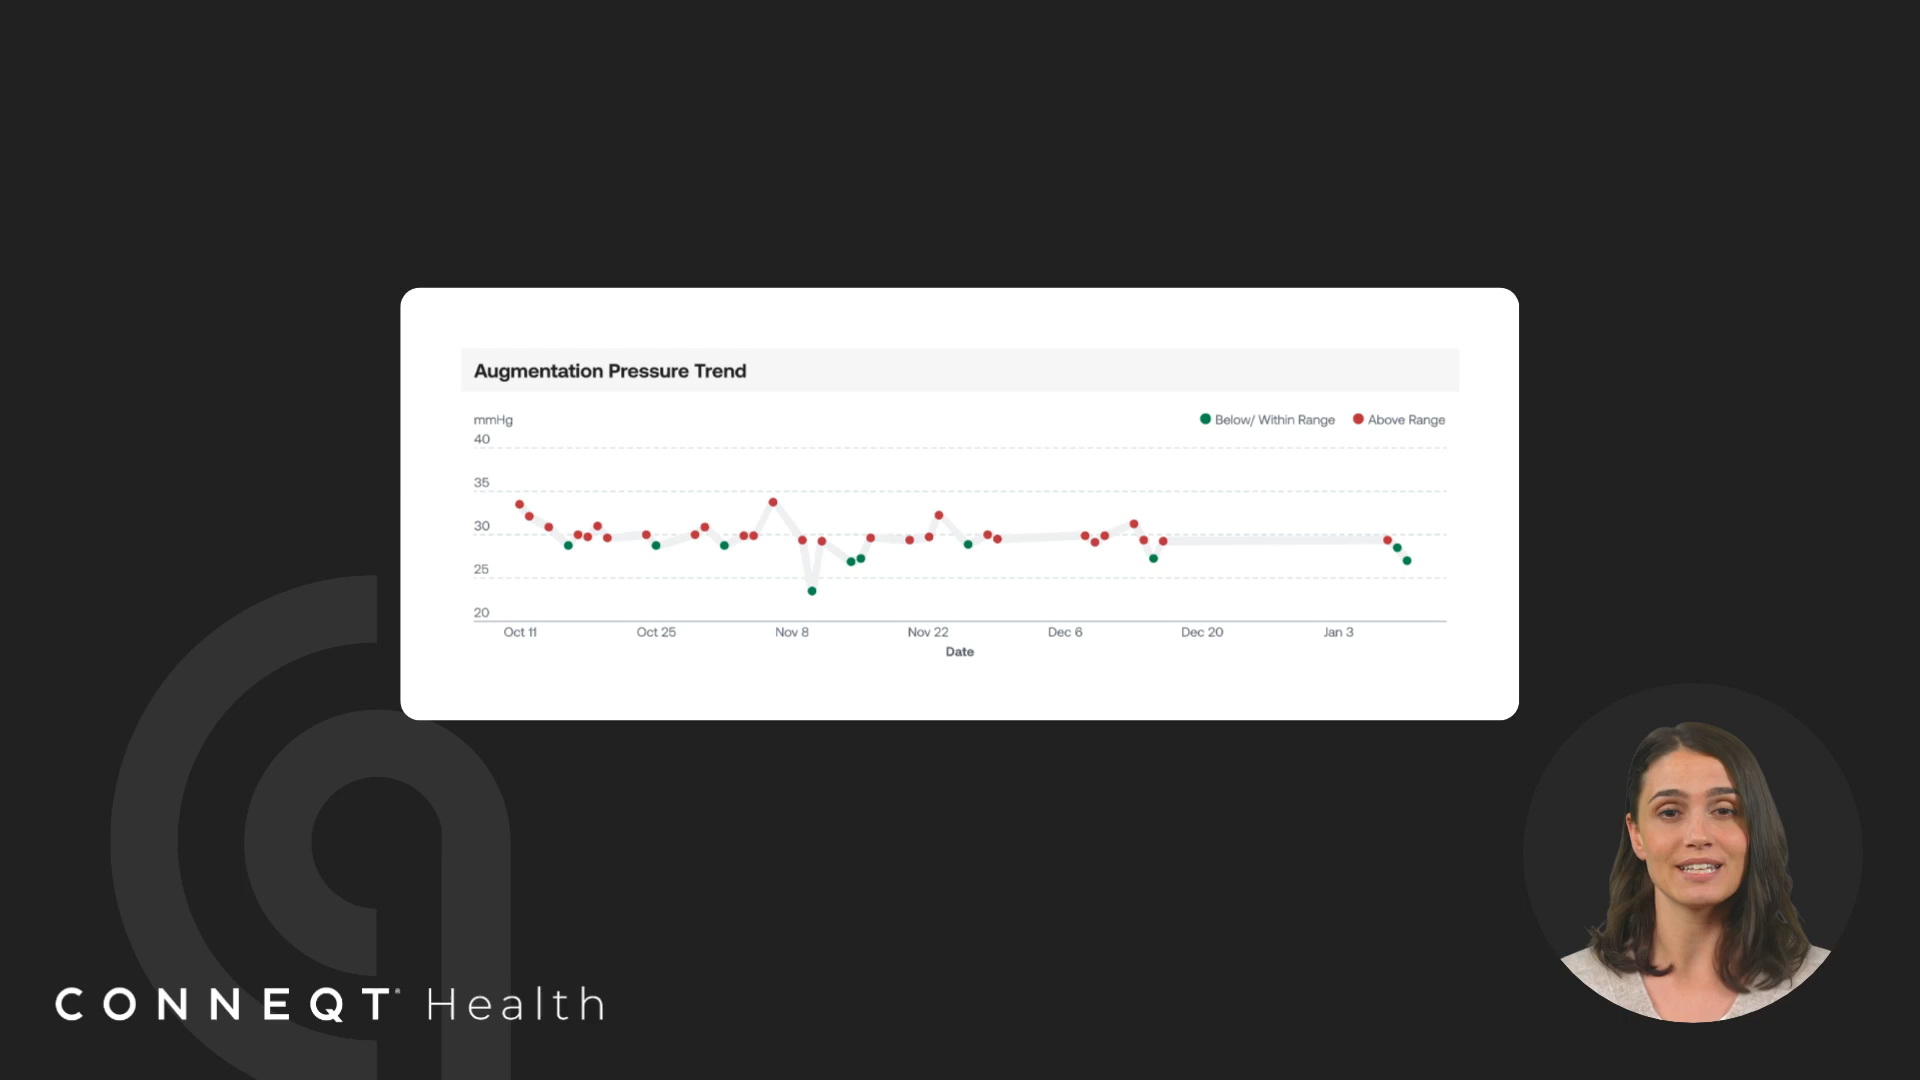 Augmentation Pressure Trend
mmHg
Below/ Within Range
Above Range
40
35
30
25
20
Oct 11
Oct 25
Nov 8
Nov 22
Dec 6
Dec 20
Jan 3
Date
CONNEQT Health